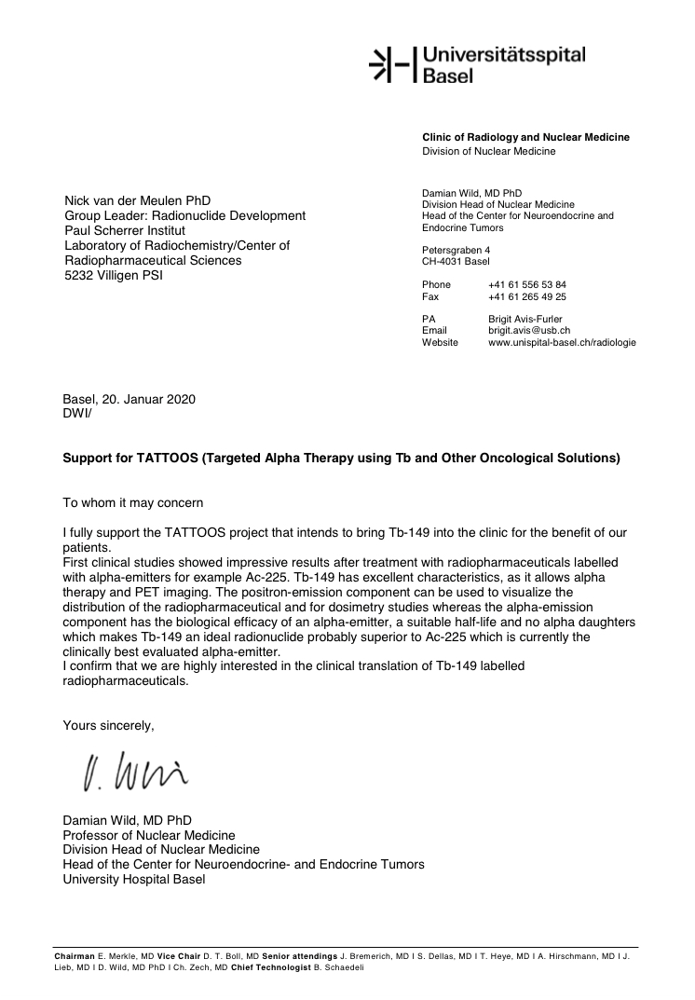 Universitätsspital
Basel
Clinic of Radiology and Nuclear Medicine
Division of Nuclear Medicine
Nick van der Meulen PhD
Group Leader: Radionuclide Development
Paul Scherrer Institut
Laboratory of Radiochemistry/Center of
Radiopharmaceutical Sciences
5232 Villigen PSI
Damian Wild, MD PhD
Division Head of Nuclear Medicine
Head of the Center for Neuroendocrine and
Endocrine Tumors
Petersgraben 4
CH-4031 Basel
Phone +41 61 556 53 84
Fax +41 61 265 49 25
PA Brigit Avis-Furler
Email brigit.avis@usb.ch
Website www.unispital-basel.ch/radiologie
Basel, 20. Januar 2020
DWI/
Support for TATTOOS (Targeted Alpha Therapy using Tb and Other Oncological Solutions)
To whom it may concern
I fully support the TATTOOS project that intends to bring Tb-149 into the clinic for the benefit of our
patients.
First clinical studies showed impressive results after treatment with radiopharmaceuticals labelled
with alpha-emitters for example Ac-225. Tb-149 has excellent characteristics, as it allows alpha
therapy and PET imaging. The positron-emission component can be used to visualize the
distribution of the radiopharmaceutical and for dosimetry studies whereas the alpha-emission
component has the biological efficacy of an alpha-emitter, a suitable half-life and no alpha daughters
which makes Tb-149 an ideal radionuclide probably superior to Ac-225 which is currently the
clinically best evaluated alpha-emitter.
I confirm that we are highly interested in the clinical translation of Tb-149 labelled
radiopharmaceuticals.
Yours sincerely,
Damian Wild, MD PhD
Professor of Nuclear Medicine
Division Head of Nuclear Medicine
Head of the Center for Neuroendocrine- and Endocrine Tumors
University Hospital Basel
Chairman E. Merkle, MD Vice Chair D. T. Boll, MD Senior attendings J. Bremerich, MD I S. Dellas, MD I T. Heye, MD I A. Hirschmann, MD I J.
Lieb, MD I D. Wild, MD PhD I Ch. Zech, MD Chief Technologist B. Schaedeli